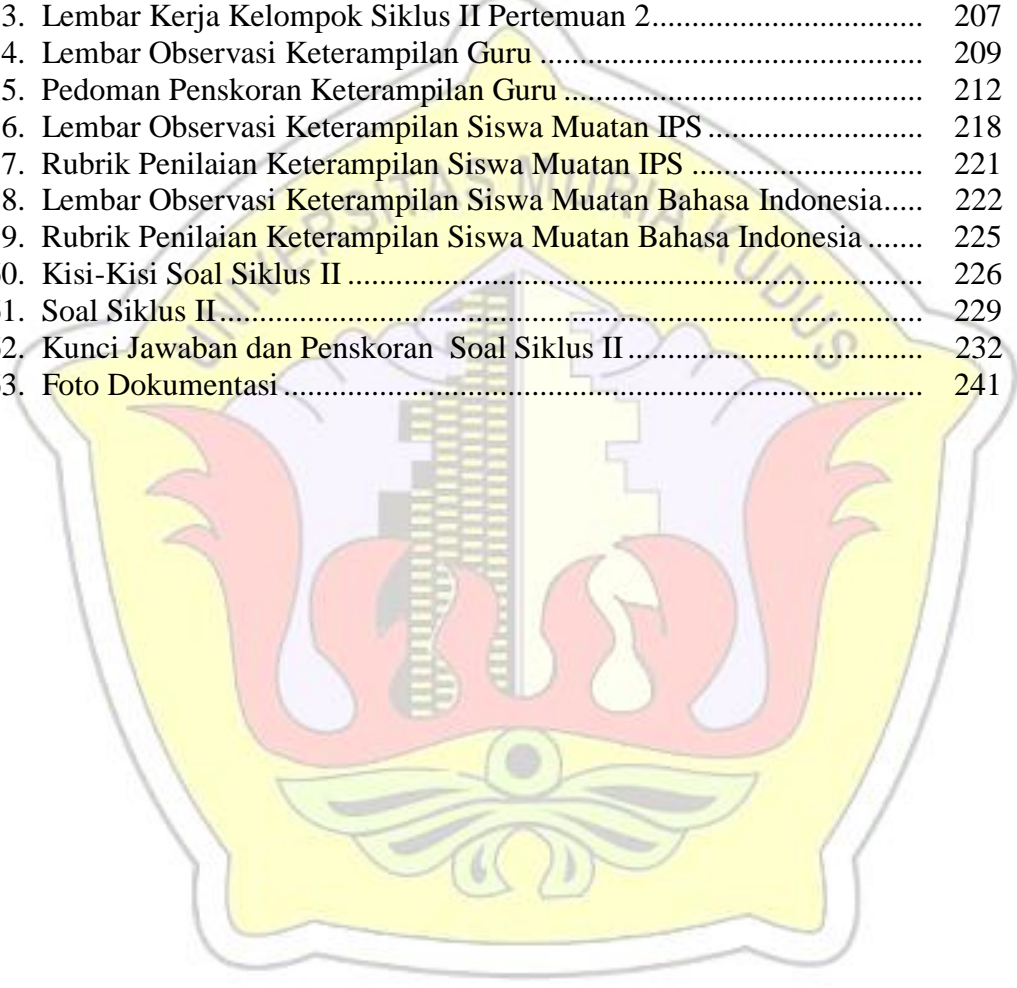 3. Lembar Kerja Kelompok Siklus II Pertemuan 2.............................. 207
4. Lembar Observasi Keterampilan Guru .......................................... 209
5. Pedoman Penskoran Keterampilan Guru ....................................... 212
6. Lembar Observasi Keterampilan Siswa Muatan IPS ........................ 218
7. Rubrik Penilaian Keterampilan Siswa Muatan IPS .......................... 221
8. Lembar Observasi Keterampilan Siswa Muatan Bahasa Indonesia..... 222
9. Rubrik Penilaian Keterampilan Siswa Muatan Bahasa Indonesia ....... 225
0. Kisi-Kisi Soal Siklus II ................................................................ 226
1. Soal Siklus II............................................................................... 229
2. Kunci Jawaban dan Penskoran Soal Siklus II ................................ 232
3. Foto Dokumentasi ....................................................................... 241
UNIVERSITAS MURIA KUDUS